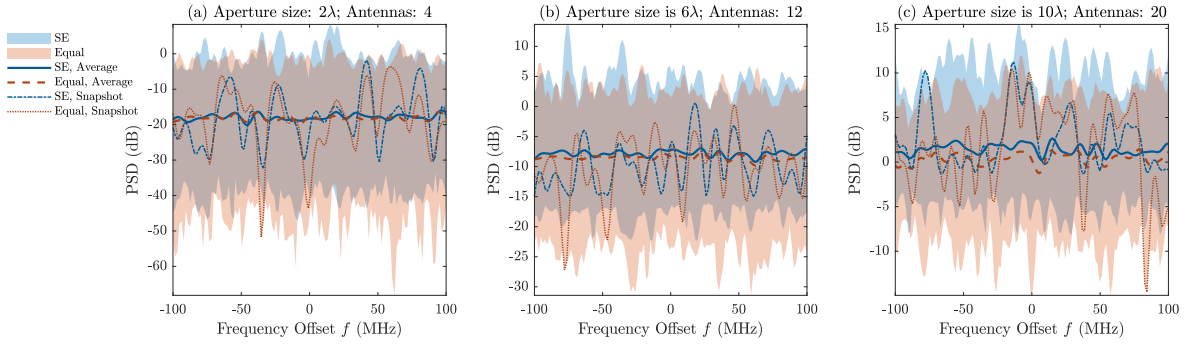 (a) Aperture size: 2λ; Antennas: 4
(b) Aperture size is 6λ; Antennas: 12
(c) Aperture size is 10λ; Antennas: 20
SE
Equal
SE, Average
Equal, Average
SE, Snapshot
Equal, Snapshot
PSD (dB)
0
-10
-20
-30
-40
-50
-60
-100
-50
0
50
100
Frequency Offset f (MHz)
PSD (dB)
10
5
0
-5
-10
-15
-20
-25
-30
-100
-50
0
50
100
Frequency Offset f (MHz)
PSD (dB)
15
10
5
0
-5
-10
-100
-50
0
50
100
Frequency Offset f (MHz)